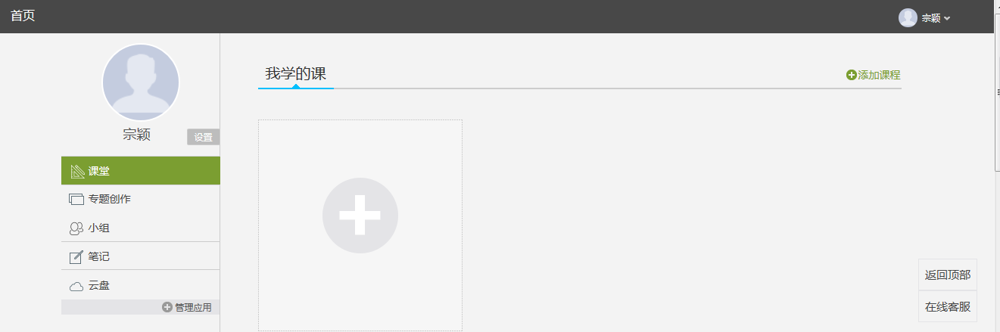 首页
宗颖
宗颖
设置
课堂
专题创作
小组
笔记
云盘
管理应用
我学的课
添加课程
返回顶部
在线客服